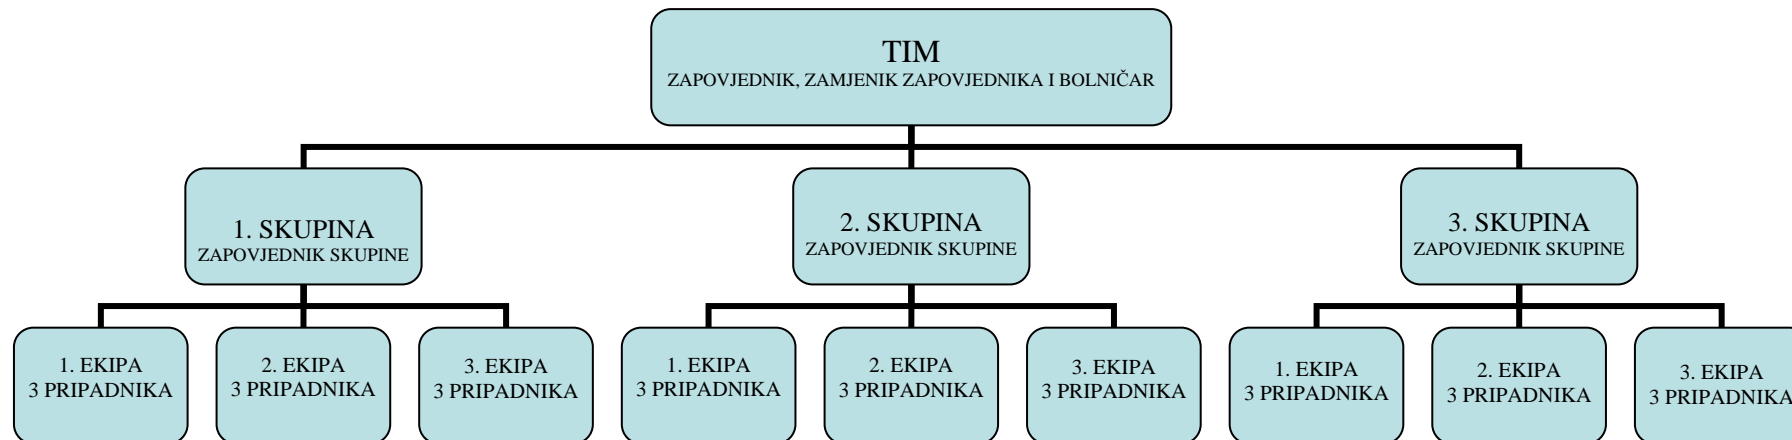 TIM
ZAPOVJEDNIK, ZAMJENIK ZAPOVJEDNIKA I BOLNIČAR
1. SKUPINA
ZAPOVJEDNIK SKUPINE
2. SKUPINA
ZAPOVJEDNIK SKUPINE
3. SKUPINA
ZAPOVJEDNIK SKUPINE
1. EKIPA
3 PRIPADNIKA
2. EKIPA
3 PRIPADNIKA
3. EKIPA
3 PRIPADNIKA
1. EKIPA
3 PRIPADNIKA
2. EKIPA
3 PRIPADNIKA
3. EKIPA
3 PRIPADNIKA
1. EKIPA
3 PRIPADNIKA
2. EKIPA
3 PRIPADNIKA
3. EKIPA
3 PRIPADNIKA